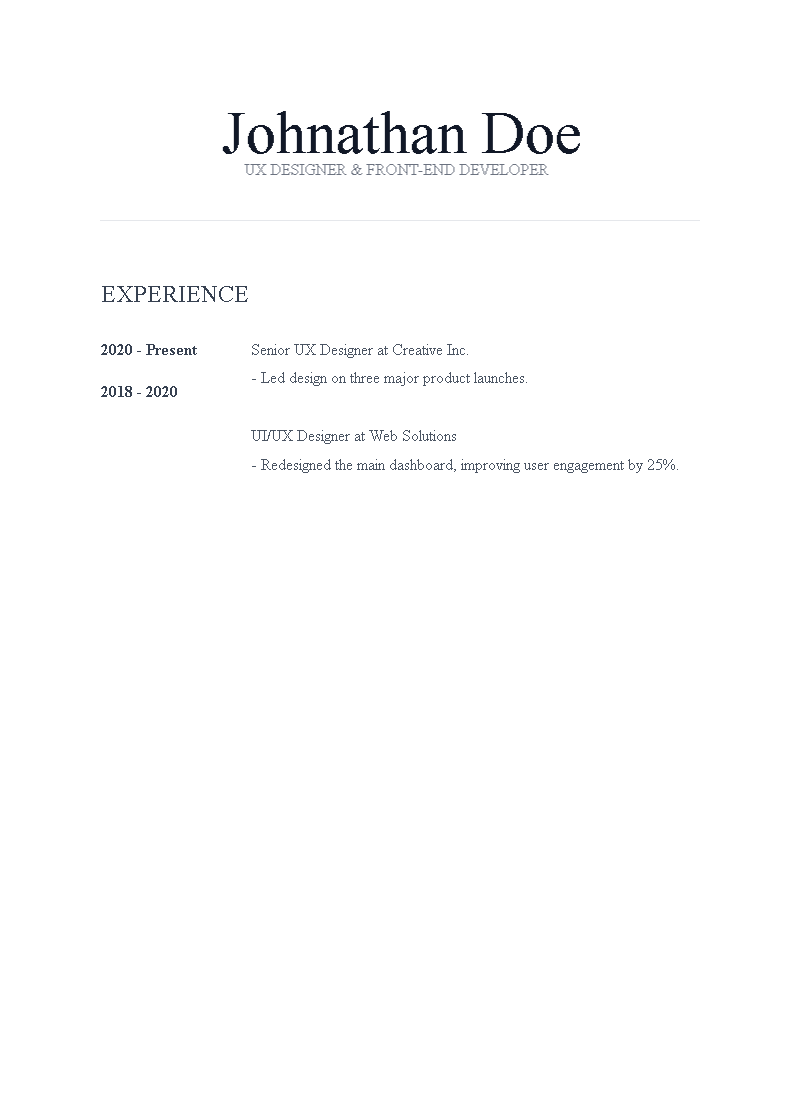 Johnathan Doe
UX DESIGNER & FRONT-END DEVELOPER
EXPERIENCE
2020 - Present
Senior UX Designer at Creative Inc.
- Led design on three major product launches.
2018 - 2020
UI/UX Designer at Web Solutions
- Redesigned the main dashboard, improving user engagement by 25%.